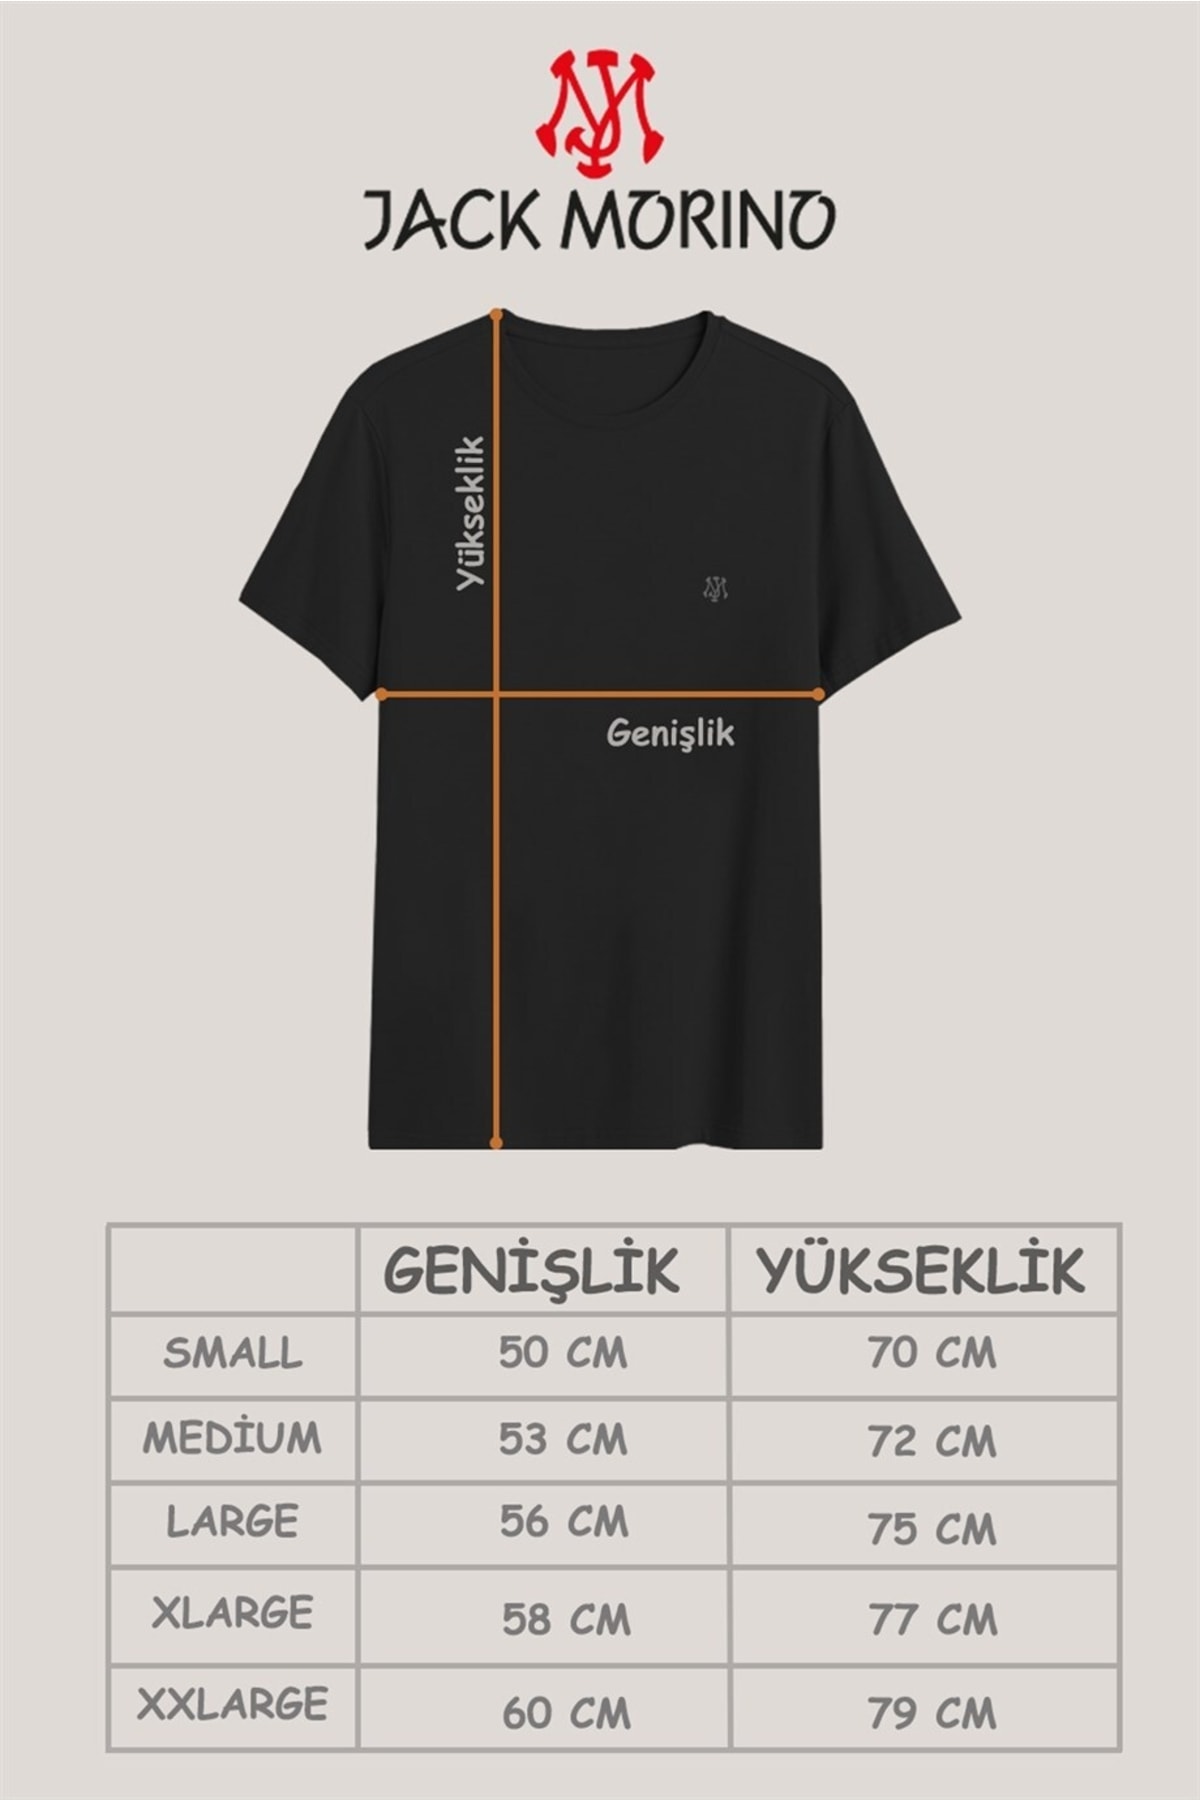 JACK MORINO
Yükseklik
Genişlik
GENİŞLİK YÜKSEKLİK
SMALL 50 CM 70 CM
MEDİUM 53 CM 72 CM
LARGE 56 CM 75 CM
XLARGE 58 CM 77 CM
XXLARGE 60 CM 79 CM